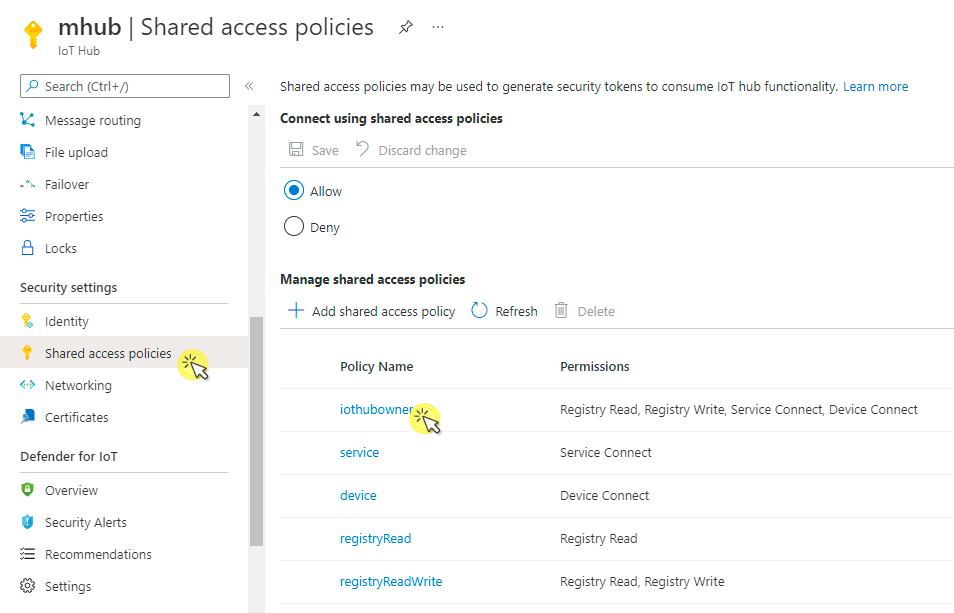 mhub | Shared access policies ...
IoT Hub
Search (Ctrl+/)
«
Message routing
File upload
Failover
Properties
Locks
Security settings
Identity
Shared access policies
Networking
Certificates
Defender for IoT
Overview
Security Alerts
Recommendations
Settings
Shared access policies may be used to generate security tokens to consume IoT hub functionality. Learn more
Connect using shared access policies
Save Discard change
Allow
Deny
Manage shared access policies
Add shared access policy Refresh Delete
Policy Name Permissions
iothubowner Registry Read, Registry Write, Service Connect, Device Connect
service Service Connect
device Device Connect
registryRead Registry Read
registryReadWrite Registry Read, Registry Write